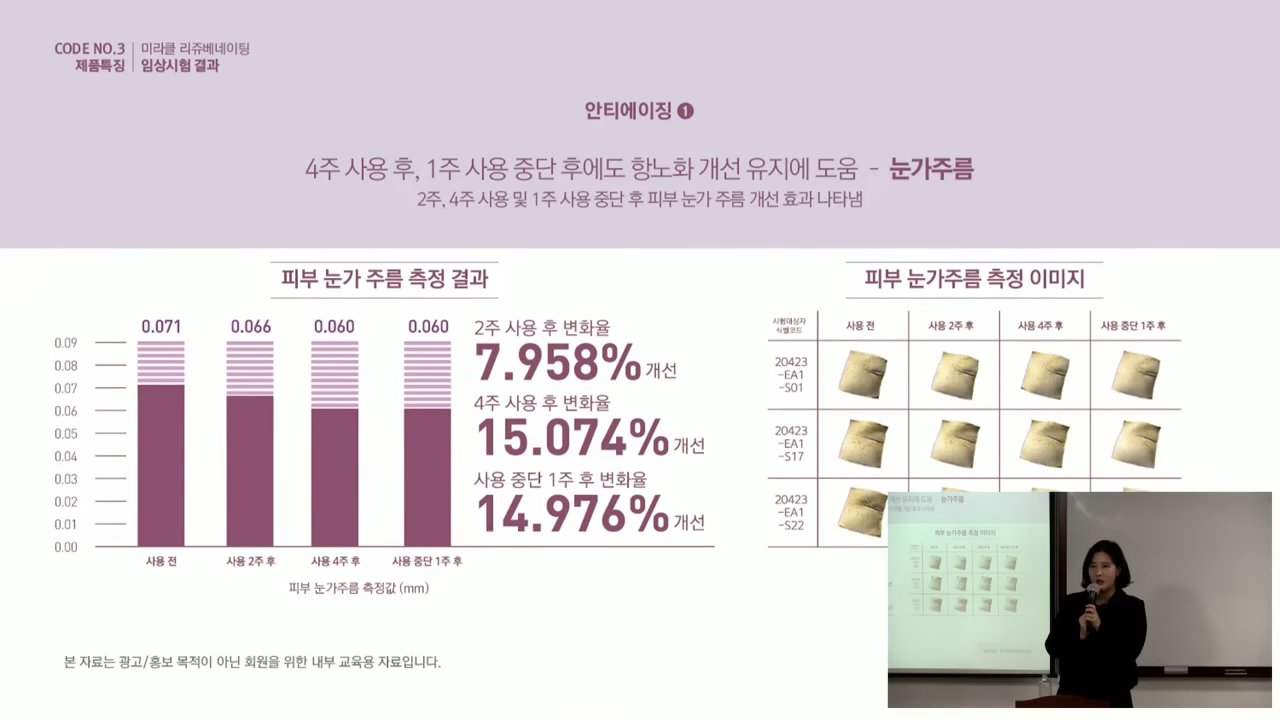 CODE NO.3 미라클 리쥬베네이팅
제품특징 임상시험 결과
안티에이징 ❶
4주 사용 후, 1주 사용 중단 후에도 항노화 개선 유지에 도움 - 눈가주름
2주, 4주 사용 및 1주 사용 중단 후 피부 눈가 주름 개선 효과 나타냄
피부 눈가 주름 측정 결과
0.071 0.066 0.060 0.060
0.09
0.08
0.07
0.06
0.05
0.04
0.03
0.02
0.01
0.00
사용 전 사용 2주 후 사용 4주 후 사용 중단 1주 후
피부 눈가주름 측정값 (mm)
2주 사용 후 변화율
7.958% 개선
4주 사용 후 변화율
15.074% 개선
사용 중단 1주 후 변화율
14.976% 개선
피부 눈가주름 측정 이미지
시험대상자
식별코드
사용 전 사용 2주 후 사용 4주 후 사용 중단 1주 후
20423
-EA1
-S01
20423
-EA1
-S17
20423
-EA1
-S22
본 자료는 광고/홍보 목적이 아닌 회원을 위한 내부 교육용 자료입니다.
유지에 도움 - 눈가주름
피부 눈가주름 측정 이미지